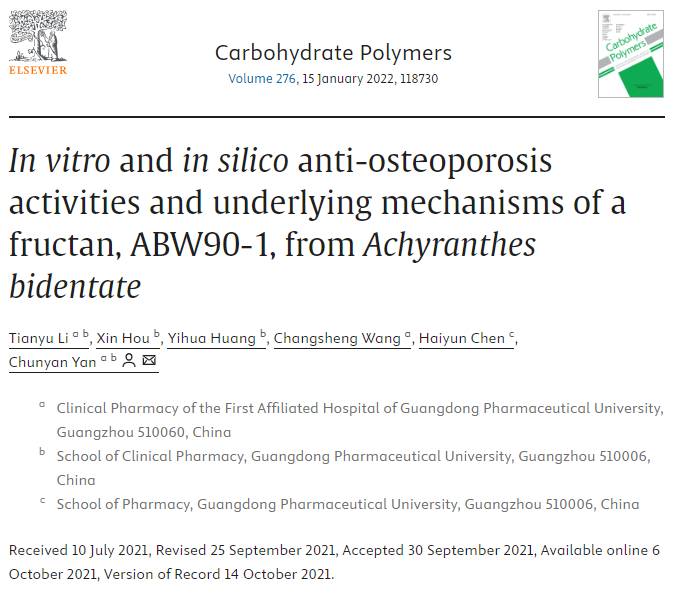 ELSEVIER
Carbohydrate Polymers
Volume 276, 15 January 2022, 118730
Carbohydrate
Polymers
In vitro and in silico anti-osteoporosis
activities and underlying mechanisms of a
fructan, ABW90-1, from Achyranthes
bidentate
Tianyu Li a b, Xin Hou b, Yihua Huang b, Changsheng Wang a, Haiyun Chen c,
Chunyan Yan a b
a Clinical Pharmacy of the First Affiliated Hospital of Guangdong Pharmaceutical University,
Guangzhou 510060, China
b School of Clinical Pharmacy, Guangdong Pharmaceutical University, Guangzhou 510006,
China
c School of Pharmacy, Guangdong Pharmaceutical University, Guangzhou 510006, China
Received 10 July 2021, Revised 25 September 2021, Accepted 30 September 2021, Available online 6
October 2021, Version of Record 14 October 2021.